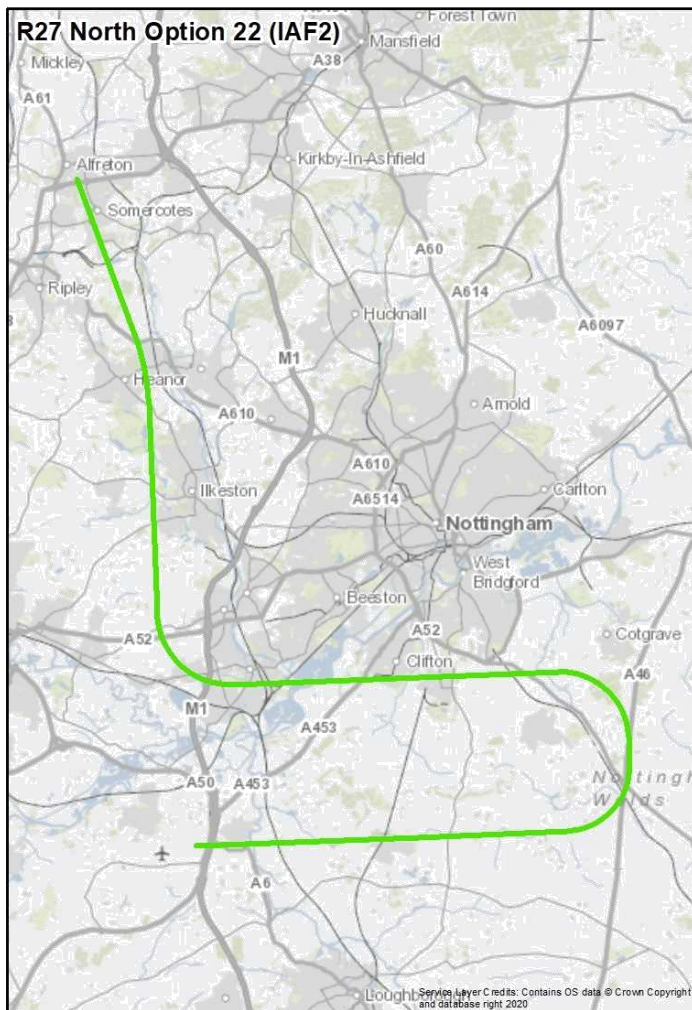 R27 North Option 22 (IAF2)
Forest Town
Mansfield
Mickley
A38
A61
Alfreton
Kirkby-In-Ashfield
Somercotes
A60
Ripley
A614
Hucknall
A6097
M1
Heanor
A610
Arnold
A610
Ilkeston
A6514
Carlton
Nottingham
West
Bridgford
Beeston
A52
A52
Cotgrave
Clifton
A46
M1
A453
A50
A453
A6
Loughborough
Service Layer Credits: Contains OS data © Crown Copyright
and database right 2020